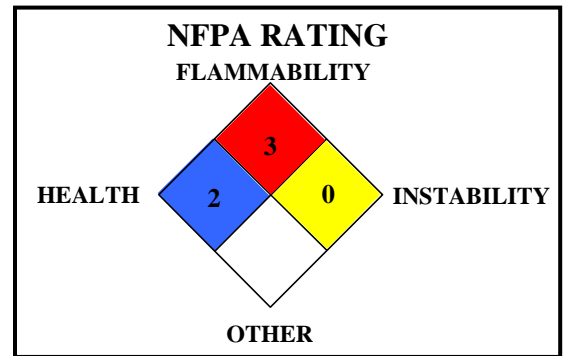 NFPA RATING
FLAMMABILITY
3
HEALTH 2 0 INSTABILITY
OTHER